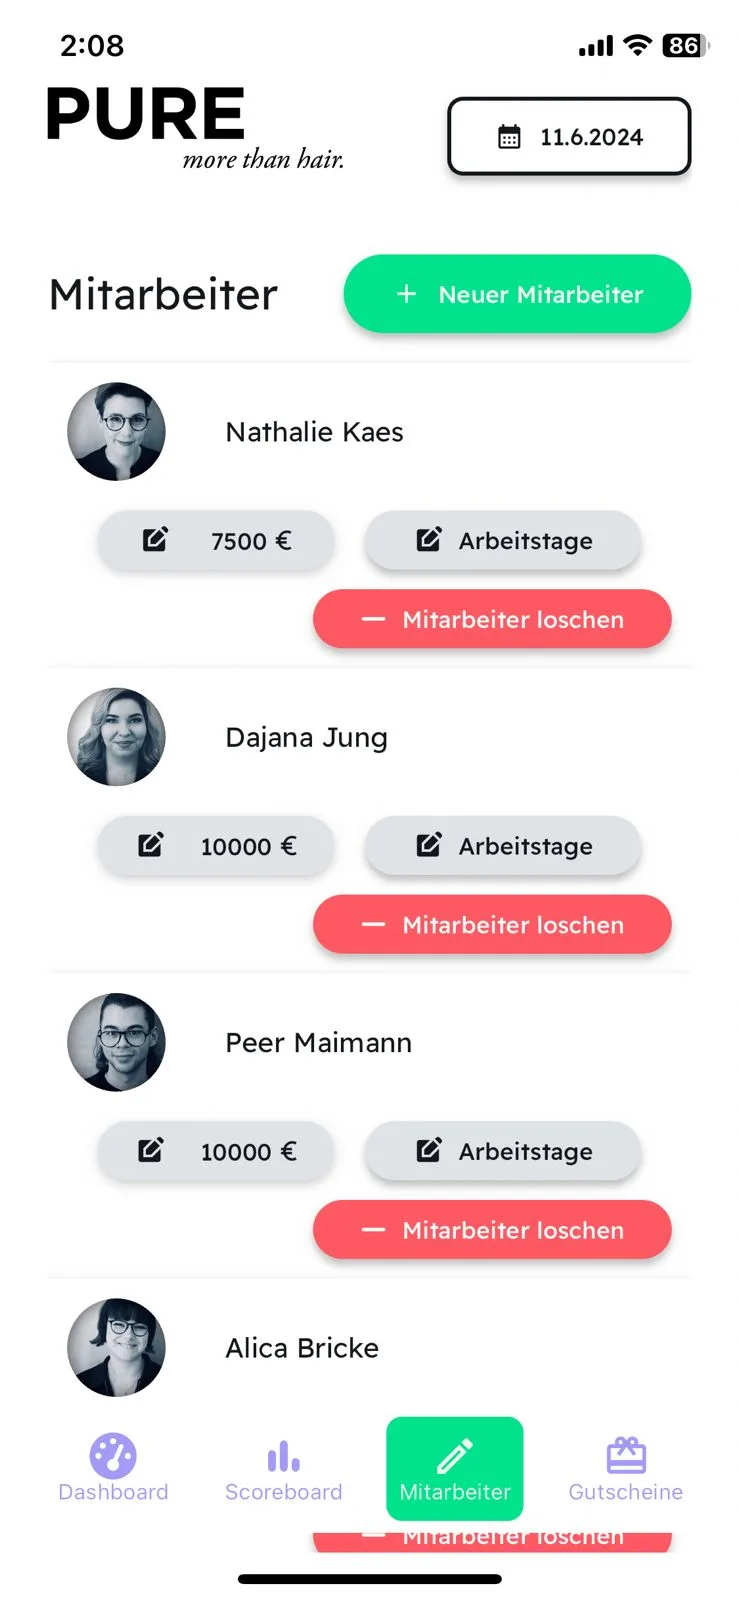 2:08
86
PURE
more than hair.
11.6.2024
Mitarbeiter
+ Neuer Mitarbeiter
Nathalie Kaes
7500 €
Arbeitstage
Mitarbeiter loschen
Dajana Jung
10000 €
Arbeitstage
Mitarbeiter loschen
Peer Maimann
10000 €
Arbeitstage
Mitarbeiter loschen
Alica Bricke
Dashboard
Scoreboard
Mitarbeiter
Gutscheine
Mitarbeiter loschen